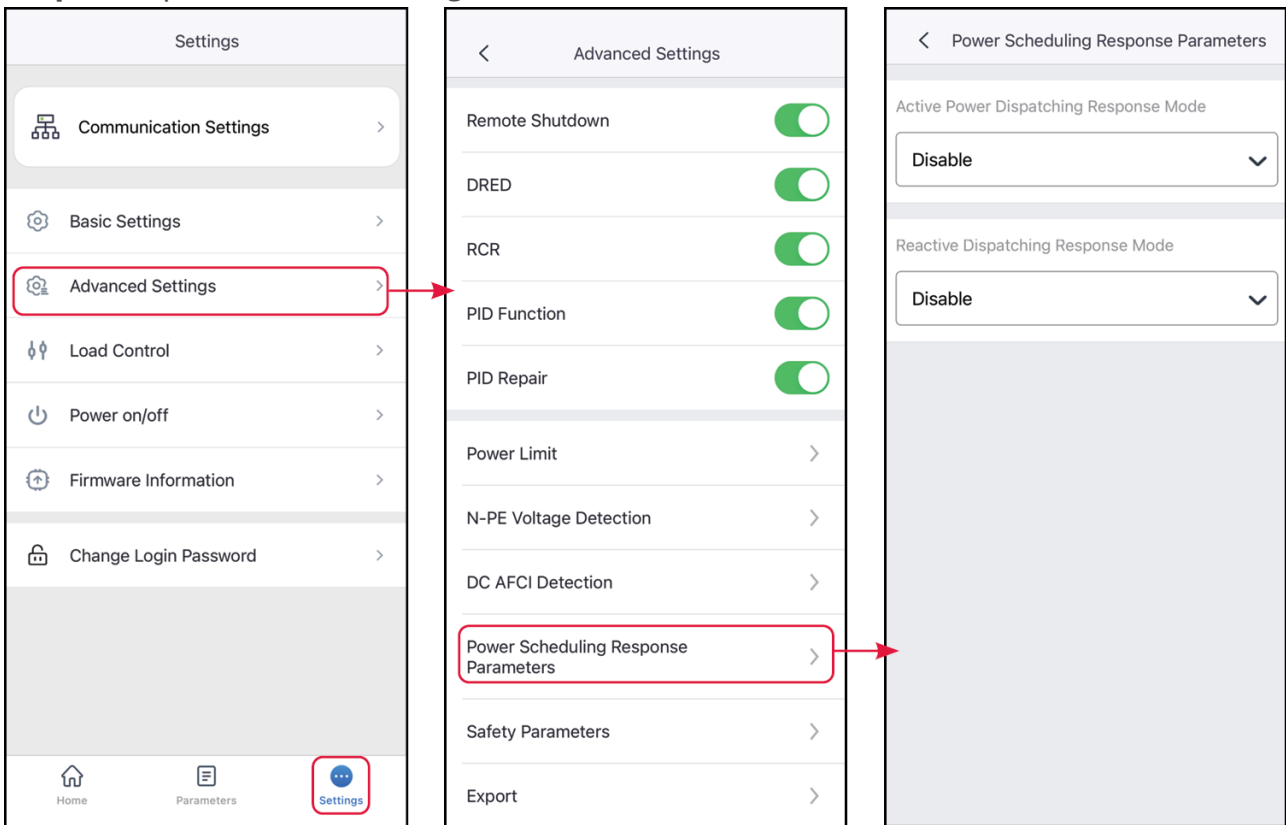 Settings
Communication Settings
Basic Settings
Advanced Settings
Load Control
Power on/off
Firmware Information
Change Login Password
Home
Parameters
Settings
Advanced Settings
Remote Shutdown
DRED
RCR
PID Function
PID Repair
Power Limit
N-PE Voltage Detection
DC AFCI Detection
Power Scheduling Response
Parameters
Safety Parameters
Export
Power Scheduling Response Parameters
Active Power Dispatching Response Mode
Disable
Reactive Dispatching Response Mode
Disable